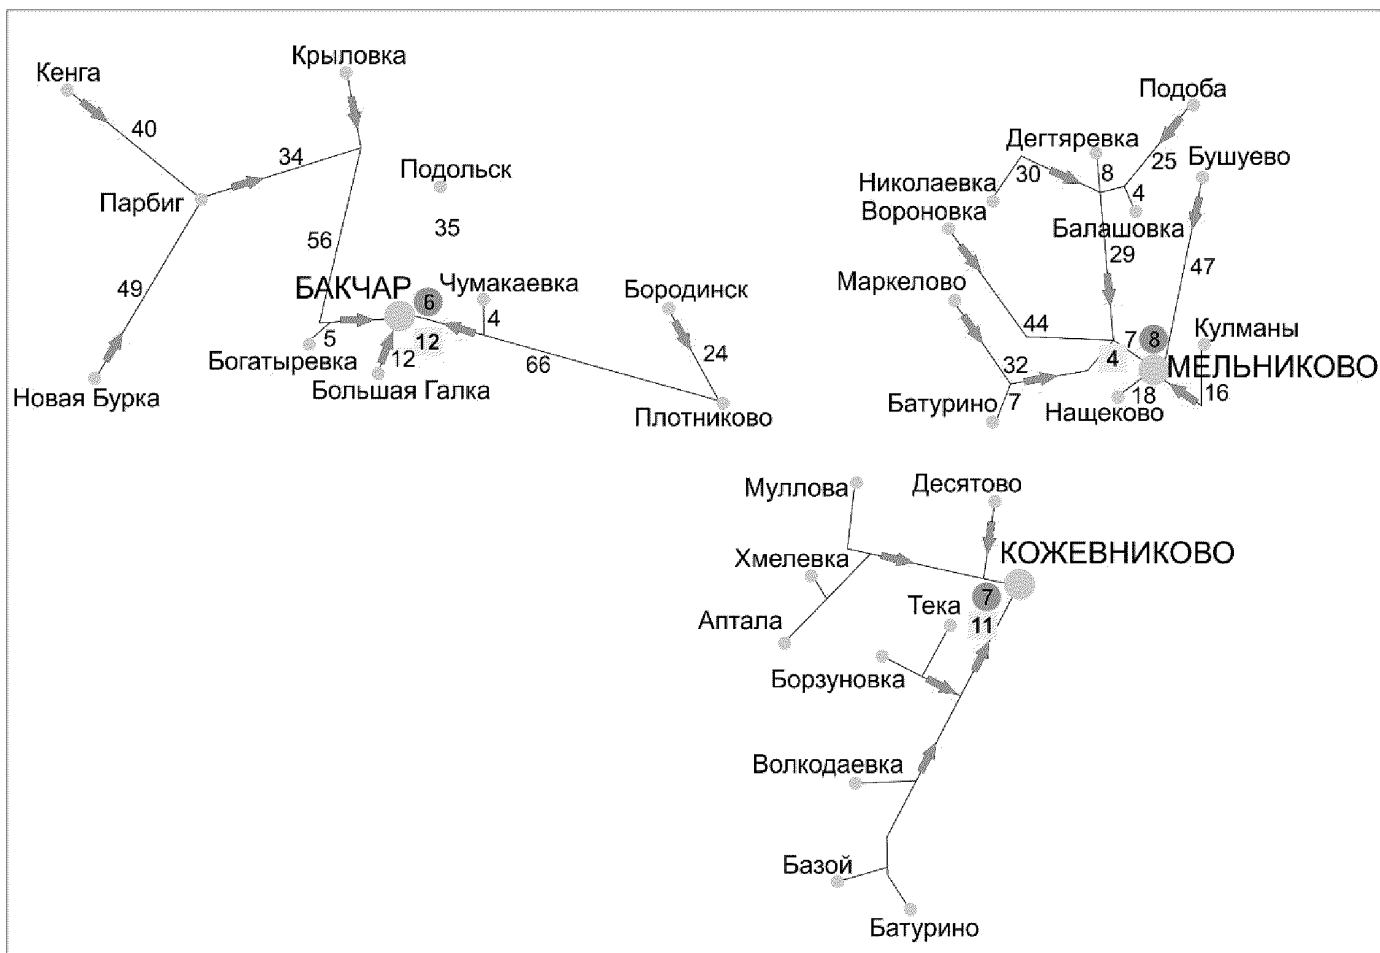 Крыловка
Кенга
40
34
Подольск
35
Парбиг
56
49
БАКЧАР
6
Чумакаевка
Бородинск
4
12
5
12
24
66
Богатыревка
Большая Галка
Новая Бурка
Плотниково
Подоба
Дегтяревка
25
Бушуево
8
30
Николаевка
4
Вороновка
Балашовка
29
47
Маркелово
44
7
8
Кулманы
4
32
МЕЛЬНИКОВО
Батурино
7
Нащеково
18
16
Муллова
Десятово
КОЖЕВНИКОВО
Хмелевка
7
Тека
Аптала
11
Борзуновка
Волкодаевка
Базой
Батурино